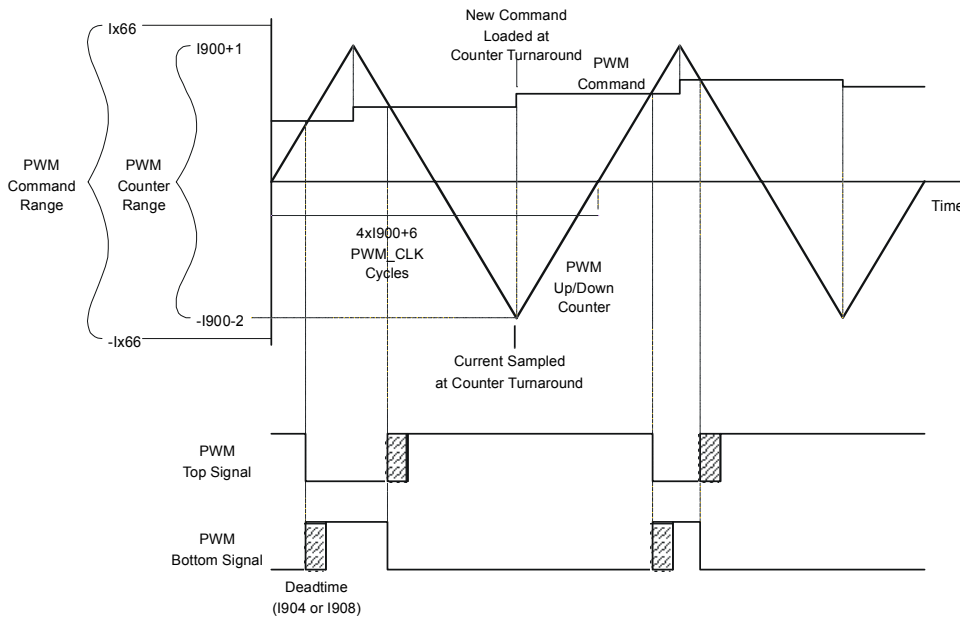 New Command
Loaded at
Counter Turnaround
Ix66
I900+1
PWM
Command
PWM
Command
Range
PWM
Counter
Range
Time
4xI900+6
PWM_CLK
Cycles
PWM
Up/Down
Counter
-I900-2
-Ix66
Current Sampled
at Counter Turnaround
PWM
Top Signal
PWM
Bottom Signal
Deadtime
(I904 or I908)